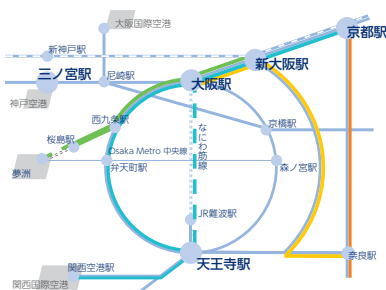 大阪国際空港
京都駅
新神戸駅
新大阪駅
三ノ宮駅
尼崎駅
大阪駅
神戸空港
西九条駅
京橋駅
なにわ筋線
桜島駅
Osaka Metro 中央線
夢洲
弁天町駅
森ノ宮駅
JR難波駅
奈良駅
天王寺駅
関西空港駅
関西国際空港